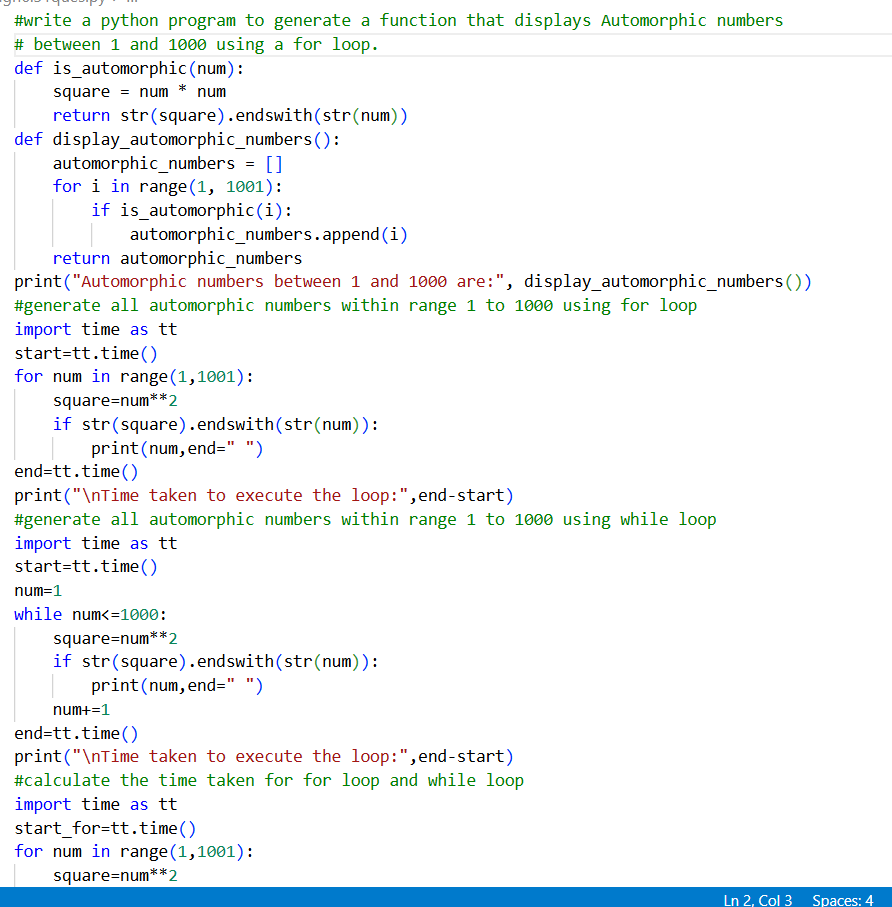 #write a python program to generate a function that displays Automorphic numbers
# between 1 and 1000 using a for loop.
def is_automorphic(num):
    square = num * num
    return str(square).endswith(str(num))
def display_automorphic_numbers():
    automorphic_numbers = []
    for i in range(1, 1001):
        if is_automorphic(i):
            automorphic_numbers.append(i)
    return automorphic_numbers
print("Automorphic numbers between 1 and 1000 are:", display_automorphic_numbers())
#generate all automorphic numbers within range 1 to 1000 using for loop
import time as tt
start=tt.time()
for num in range(1,1001):
    square=num**2
    if str(square).endswith(str(num)):
        print(num,end=" ")
end=tt.time()
print("\nTime taken to execute the loop:",end-start)
#generate all automorphic numbers within range 1 to 1000 using while loop
import time as tt
start=tt.time()
num=1
while num<=1000:
    square=num**2
    if str(square).endswith(str(num)):
        print(num,end=" ")
    num+=1
end=tt.time()
print("\nTime taken to execute the loop:",end-start)
#calculate the time taken for for loop and while loop
import time as tt
start_for=tt.time()
for num in range(1,1001):
    square=num**2
Ln 2, Col 3 Spaces: 4